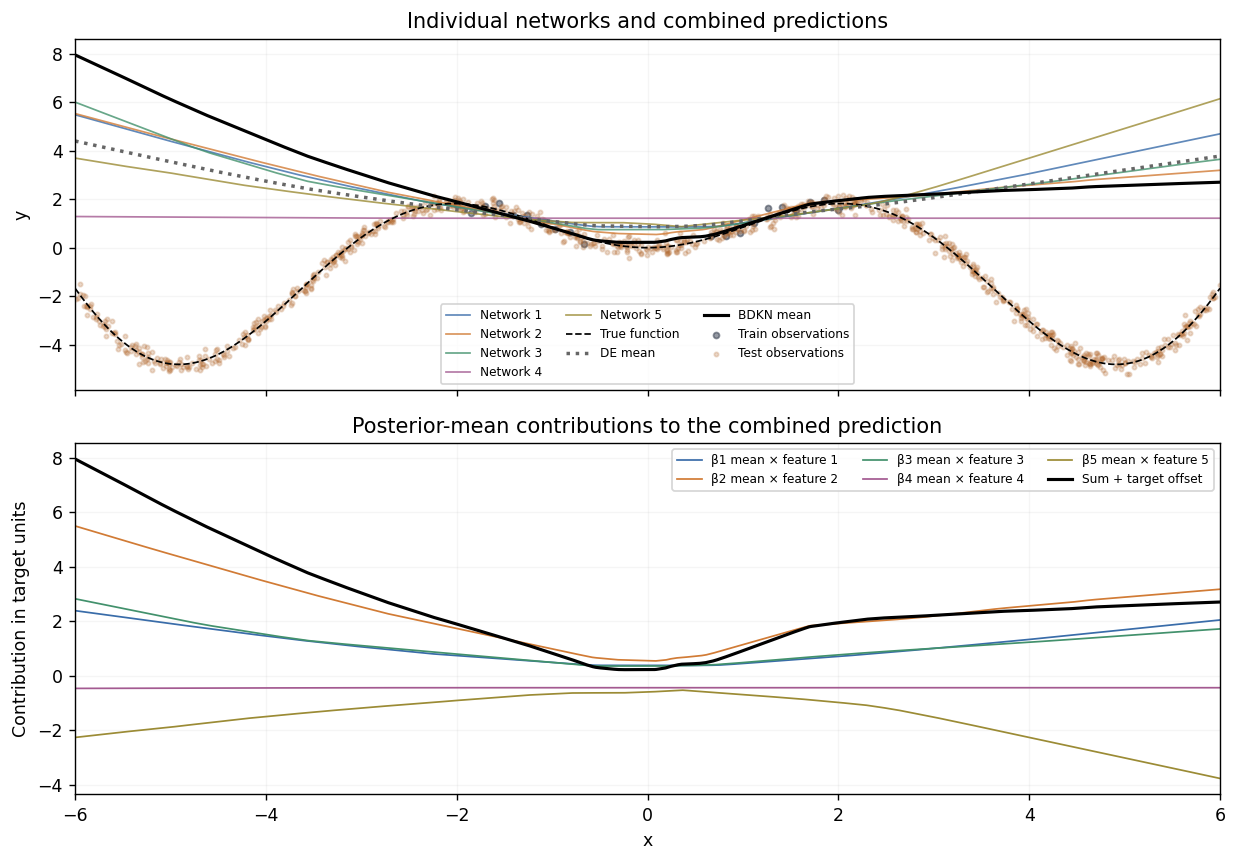 Individual networks and combined predictions
8
6
4
2
0
−2
−4
y
Network 1
Network 2
Network 3
Network 4
Network 5
True function
DE mean
BDKN mean
Train observations
Test observations
Posterior-mean contributions to the combined prediction
8
6
4
2
0
−2
−4
Contribution in target units
β1 mean × feature 1
β2 mean × feature 2
β3 mean × feature 3
β4 mean × feature 4
β5 mean × feature 5
Sum + target offset
−6
−4
−2
0
2
4
6
x